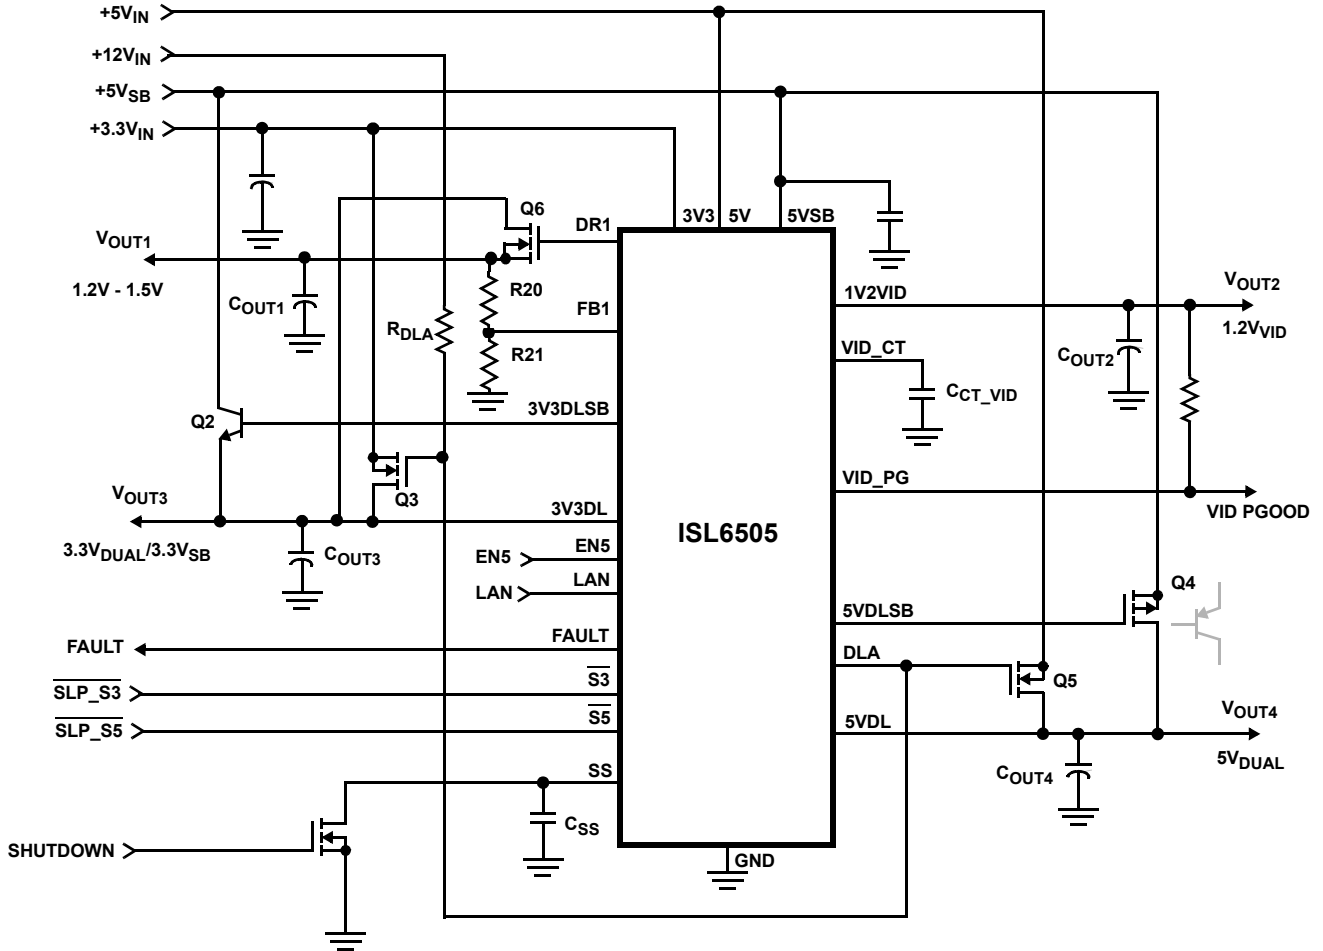 +5VIN
+12VIN
+5VSB
+3.3VIN
Q6
DR1
3V3
5V
5VSB
VOUT1
1.2V - 1.5V
COUT1
R20
FB1
RDLA
R21
1V2VID
VOUT2
1.2VVID
VID_CT
COUT2
CCT_VID
Q2
3V3DLSB
VID_PG
Q3
VOUT3
3V3DL
VID PGOOD
ISL6505
3.3VDUAL/3.3VSB
COUT3
EN5
EN5
LAN
LAN
Q4
5VDLSB
FAULT
FAULT
DLA
SLP_S3
S3
Q5
SLP_S5
S5
5VDL
VOUT4
5VDUAL
SS
COUT4
CSS
SHUTDOWN
GND